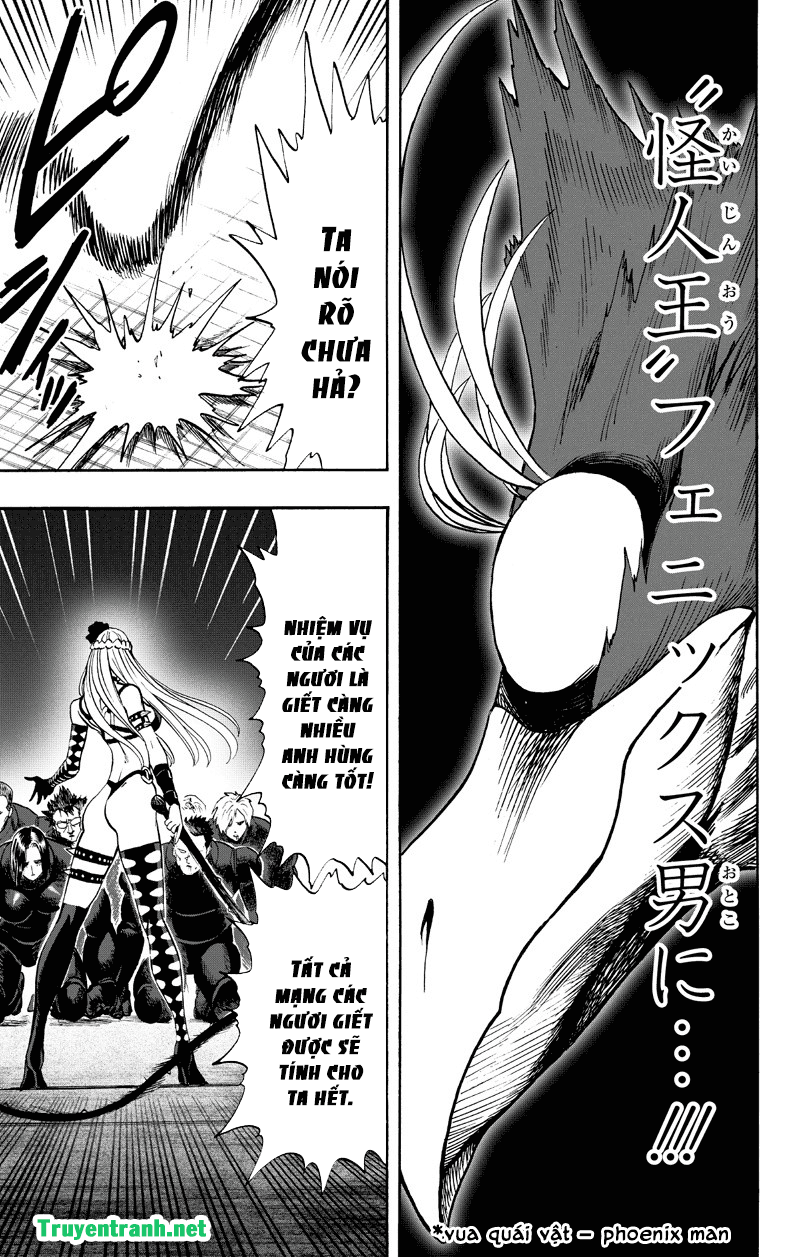 〝怪人王〟フェニックス男に‥‥!!!!
かいじんおう
おとこ
*vua quái vật – phoenix man
ピピッ
Ta
nói
rõ
chưa
hả?
nhiệm vụ
của các
ngươi là
giết càng
nhiều
anh hùng
càng tốt!
Tất cả
mạng các
ngươi giết
được sẽ
tính cho
ta hết.
Truyentranh.net